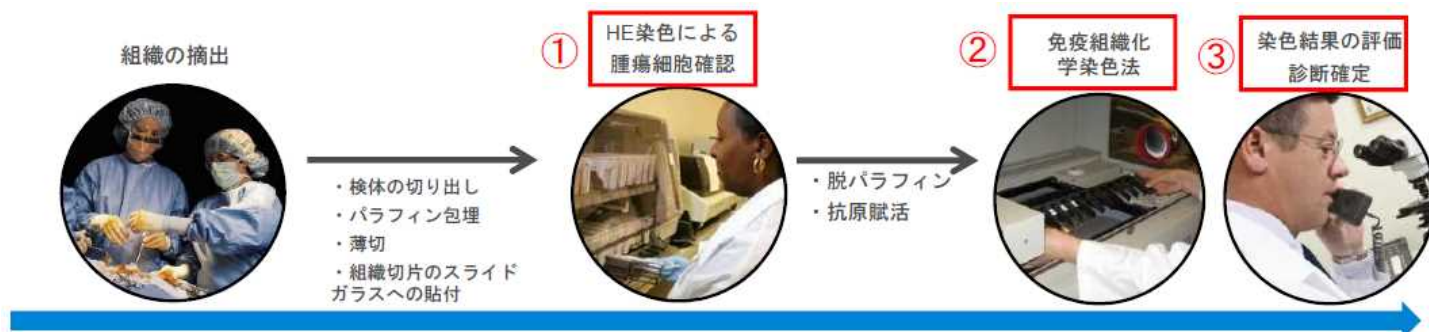 組織の摘出
・検体の切り出し
・パラフィン包埋
・薄切
・組織切片のスライド
ガラスへの貼付
①
HE染色による
腫瘍細胞確認
・脱パラフィン
・抗原賦活
②
免疫組織化
学染色法
③
染色結果の評価
診断確定